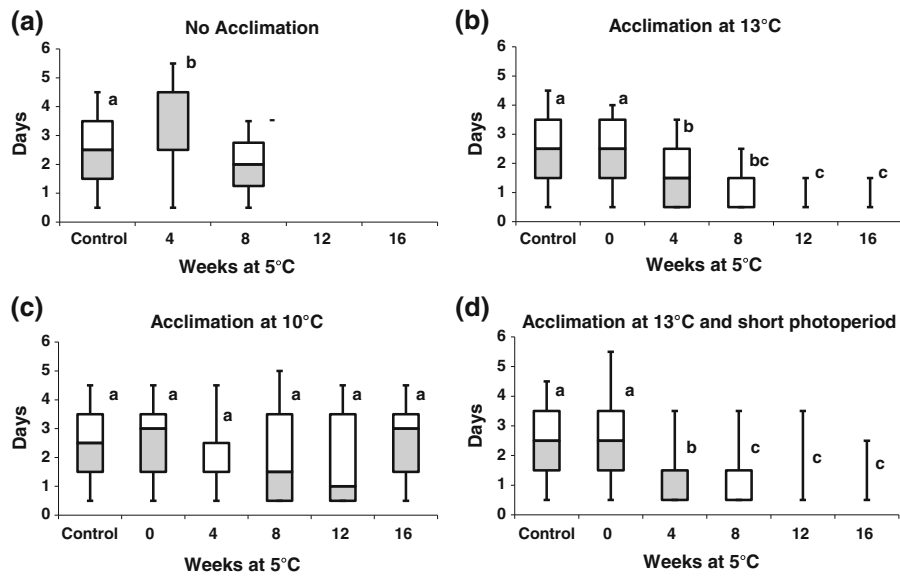 (a)
No Acclimation
6
5
4
3
2
1
0
Days
a
b
-
Control 4 8 12 16
Weeks at 5°C
(b)
Acclimation at 13°C
6
5
4
3
2
1
0
Days
a a b bc c c
Control 0 4 8 12 16
Weeks at 5°C
(c)
Acclimation at 10°C
6
5
4
3
2
1
0
Days
a a a a a a
Control 0 4 8 12 16
Weeks at 5°C
(d)
Acclimation at 13°C and short photoperiod
6
5
4
3
2
1
0
Days
a a b c c c
Control 0 4 8 12 16
Weeks at 5°C